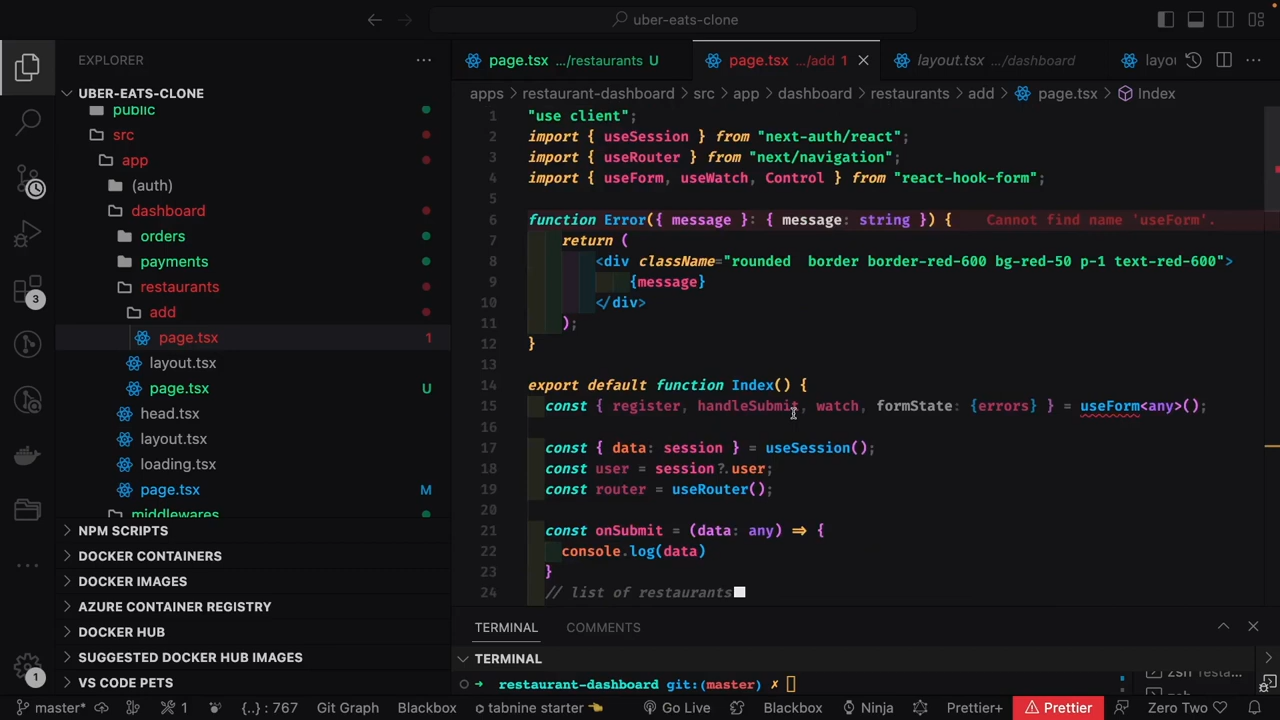 uber-eats-clone
EXPLORER
UBER-EATS-CLONE
public
src
app
(auth)
dashboard
orders
payments
restaurants
add
page.tsx 1
layout.tsx
page.tsx U
head.tsx
layout.tsx
loading.tsx
page.tsx M
middlewares
NPM SCRIPTS
DOCKER CONTAINERS
DOCKER IMAGES
AZURE CONTAINER REGISTRY
DOCKER HUB
SUGGESTED DOCKER HUB IMAGES
VS CODE PETS
3
1
page.tsx .../restaurants U
page.tsx .../add 1
layout.tsx .../dashboard
layou
apps > restaurant-dashboard > src > app > dashboard > restaurants > add > page.tsx > Index
1 "use client";
2 import { useSession } from "next-auth/react";
3 import { useRouter } from "next/navigation";
4 import { useForm, useWatch, Control } from "react-hook-form";
5
6 function Error({ message }: { message: string }) { Cannot find name 'useForm'.
7 return (
8 <div className="rounded  border border-red-600 bg-red-50 p-1 text-red-600">
9 {message}
10 </div>
11 );
12 }
13
14 export default function Index() {
15 const { register, handleSubmit, watch, formState: {errors} } = useForm<any>();
16
17 const { data: session } = useSession();
18 const user = session?.user;
19 const router = useRouter();
20
21 const onSubmit = (data: any) => {
22 console.log(data)
23 }
24 // list of restaurants
TERMINAL COMMENTS
TERMINAL
restaurant-dashboard git:(master) ✗
zsh resta...
master* 1 {..} : 767 Git Graph Blackbox tabnine starter Go Live Blackbox Ninja Prettier+ Prettier Zero Two